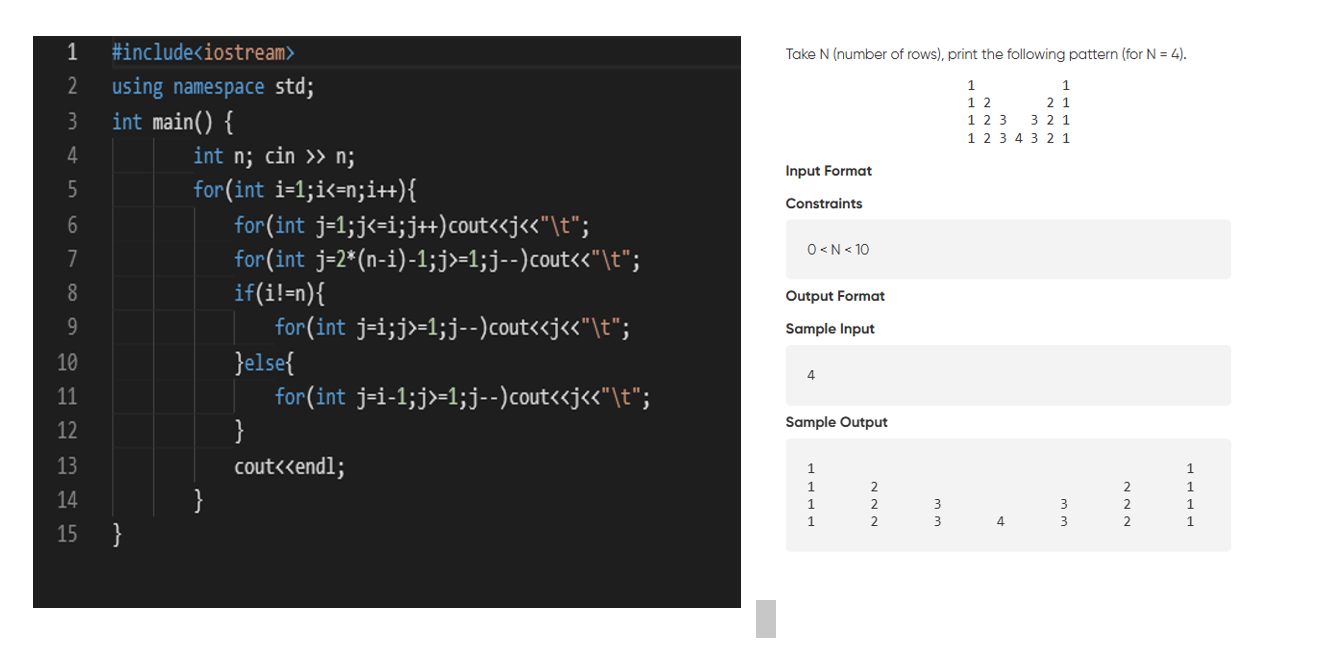 1 #include<iostream>
2 using namespace std;
3 int main() {
4 int n; cin >> n;
5 for(int i=1;i<=n;i++){
6 for(int j=1;j<=i;j++)cout<<j<<"\t";
7 for(int j=2*(n-i)-1;j>=1;j--)cout<<"\t";
8 if(i!=n){
9 for(int j=i;j>=1;j--)cout<<j<<"\t";
10 }else{
11 for(int j=i-1;j>=1;j--)cout<<j<<"\t";
12 }
13 cout<<endl;
14 }
15 }
Take N (number of rows), print the following pattern (for N = 4).
1 1
1 2 2 1
1 2 3 3 2 1
1 2 3 4 3 2 1
Input Format
Constraints
0 < N < 10
Output Format
Sample Input
4
Sample Output
1 1
1 2 2 1
1 2 3 3 2 1
1 2 3 4 3 2 1